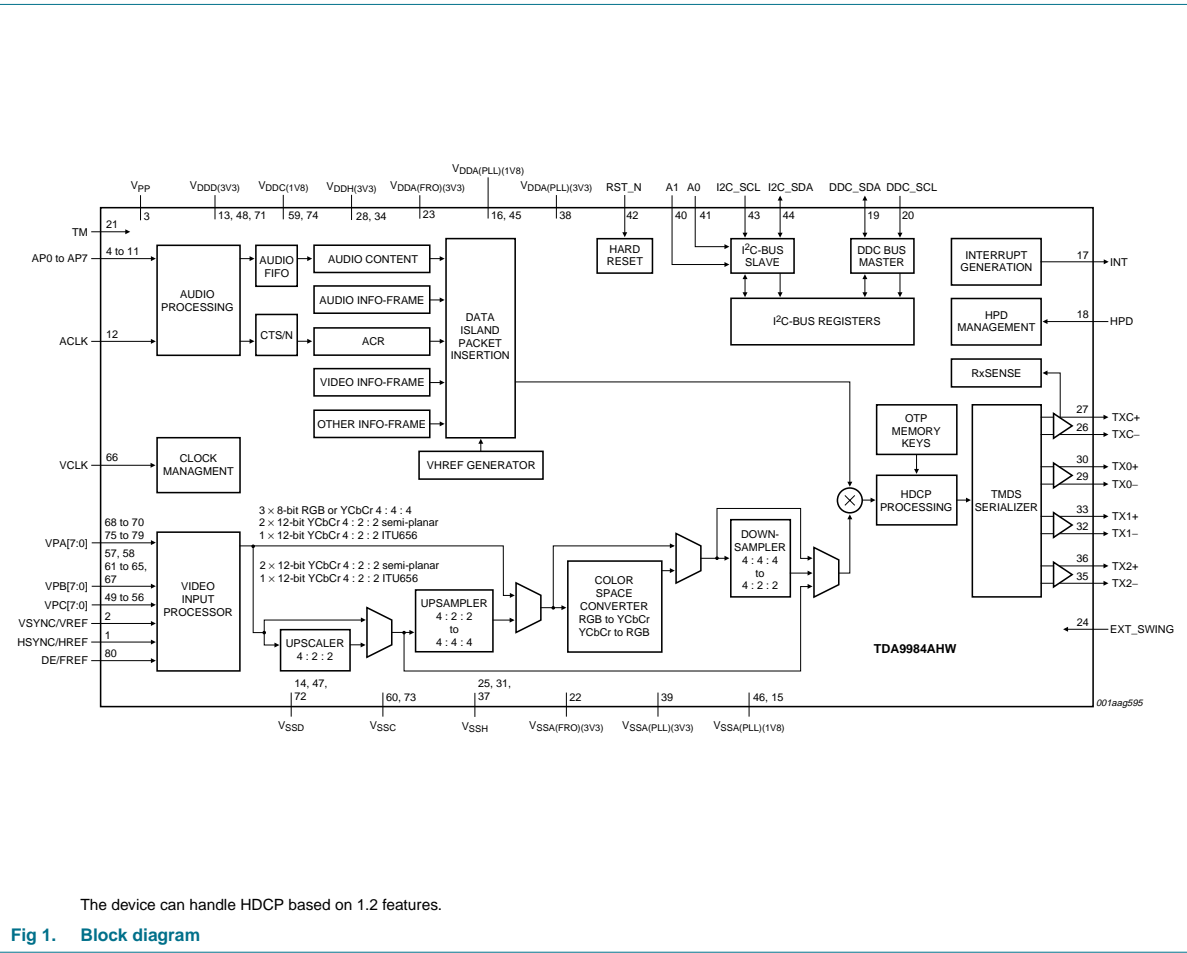 VDDA(PLL)(1V8)
VPP VDDD(3V3) VDDC(1V8) VDDH(3V3) VDDA(FRO)(3V3) VDDA(PLL)(3V3) RST_N A1 A0 I2C_SCL I2C_SDA DDC_SDA DDC_SCL
3 13, 48, 71 59, 74 28, 34 23 16, 45 38 42 40 41 43 44 19 20
TM 21
AP0 to AP7 4 to 11
ACLK 12
AUDIO
PROCESSING
AUDIO
FIFO
CTS/N
AUDIO CONTENT
AUDIO INFO-FRAME
ACR
VIDEO INFO-FRAME
OTHER INFO-FRAME
DATA
ISLAND
PACKET
INSERTION
VHREF GENERATOR
HARD
RESET
I2C-BUS
SLAVE
DDC BUS
MASTER
I2C-BUS REGISTERS
INTERRUPT
GENERATION
17 INT
HPD
MANAGEMENT
18 HPD
RxSENSE
VCLK 66
CLOCK
MANAGMENT
OTP
MEMORY
KEYS
HDCP
PROCESSING
TMDS
SERIALIZER
27 TXC+
26 TXC−
30 TX0+
29 TX0−
33 TX1+
32 TX1−
36 TX2+
35 TX2−
24 EXT_SWING
68 to 70
VPA[7:0] 75 to 79
57, 58
61 to 65,
VPB[7:0] 67
VPC[7:0] 49 to 56
VSYNC/VREF 2
HSYNC/HREF 1
DE/FREF 80
VIDEO
INPUT
PROCESSOR
3 × 8-bit RGB or YCbCr 4 : 4 : 4
2 × 12-bit YCbCr 4 : 2 : 2 semi-planar
1 × 12-bit YCbCr 4 : 2 : 2 ITU656
2 × 12-bit YCbCr 4 : 2 : 2 semi-planar
1 × 12-bit YCbCr 4 : 2 : 2 ITU656
UPSCALER
4 : 2 : 2
UPSAMPLER
4 : 2 : 2
to
4 : 4 : 4
COLOR
SPACE
CONVERTER
RGB to YCbCr
YCbCr to RGB
DOWN-
SAMPLER
4 : 4 : 4
to
4 : 2 : 2
×
TDA9984AHW
14, 47,
72
60, 73
25, 31,
37
22
39
46, 15
VSSD VSSC VSSH VSSA(FRO)(3V3) VSSA(PLL)(3V3) VSSA(PLL)(1V8)
001aag595
The device can handle HDCP based on 1.2 features.
Fig 1. Block diagram